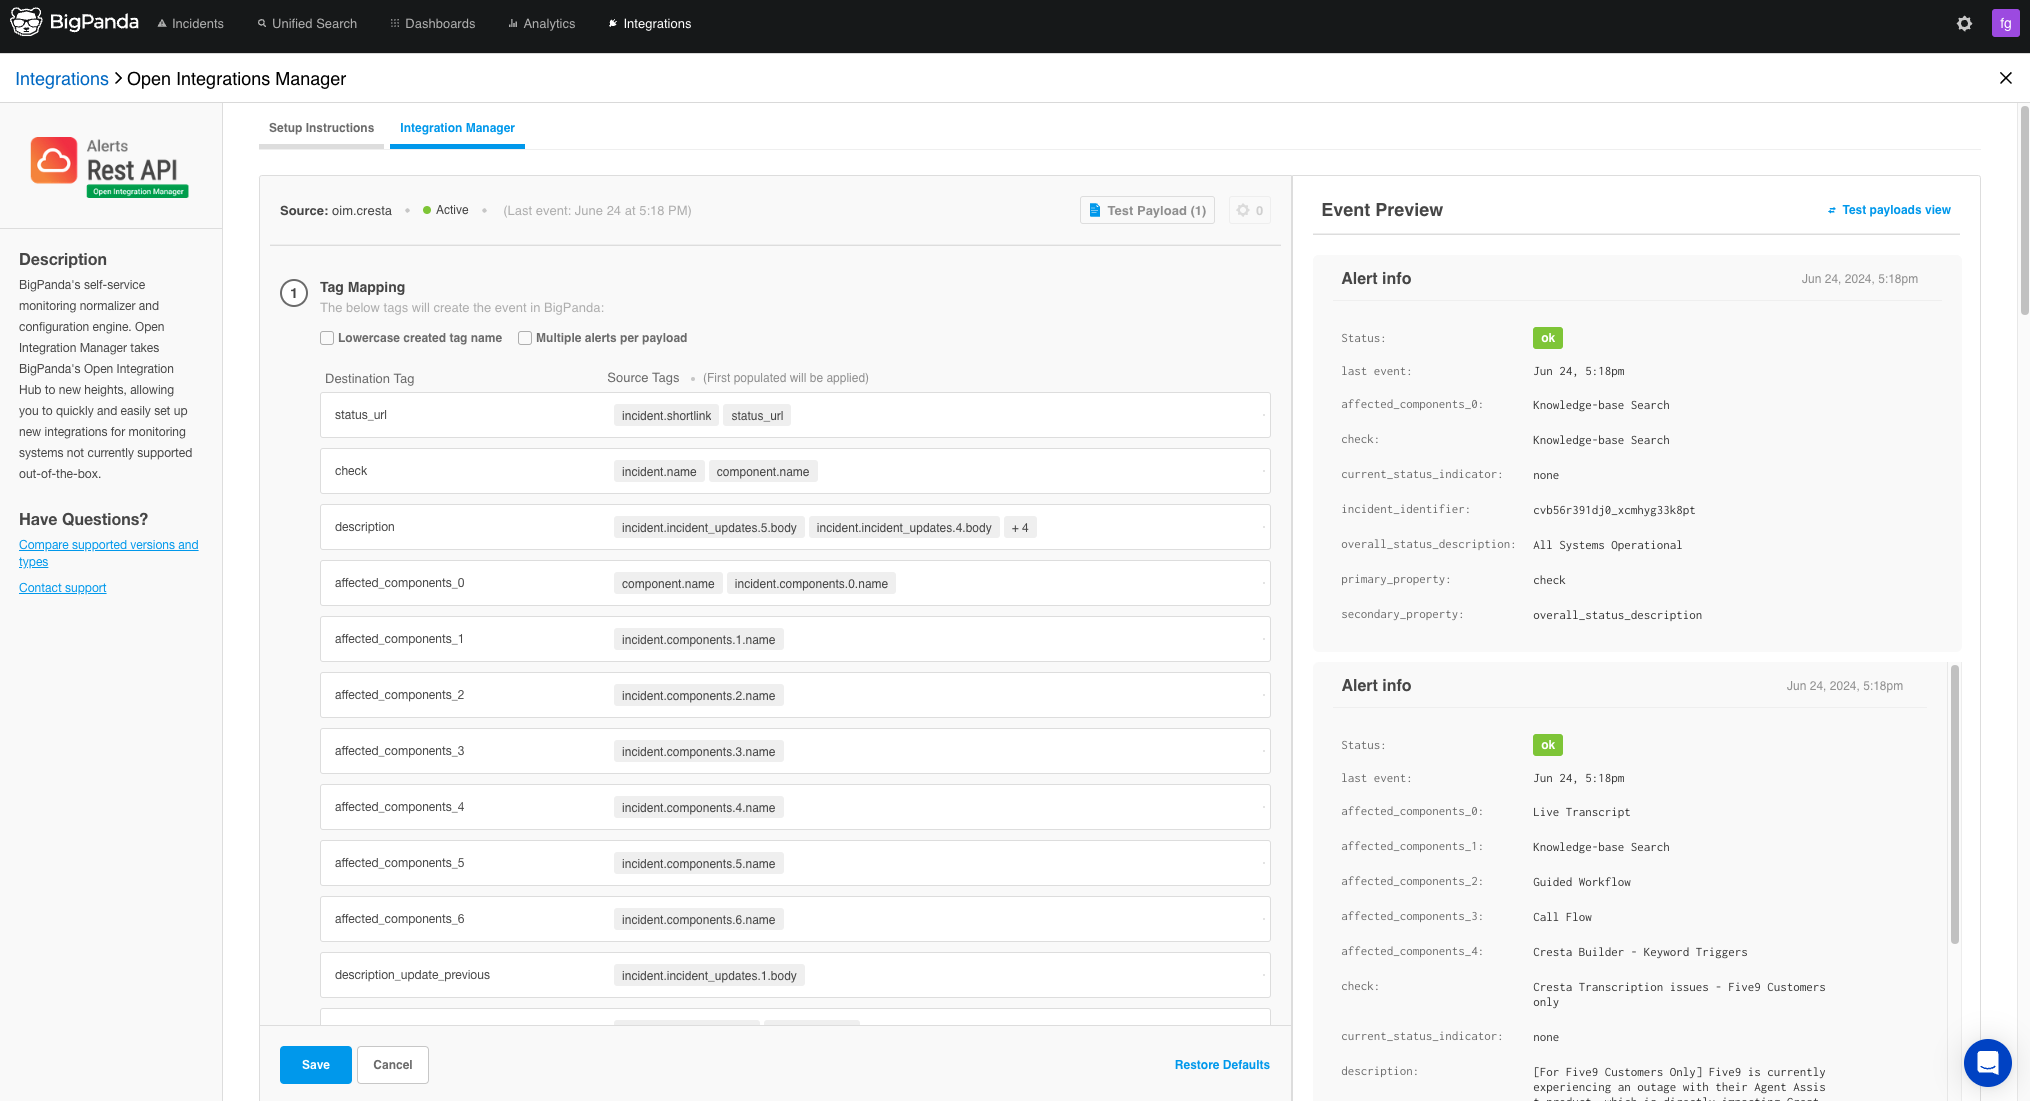 BigPanda
Incidents
Unified Search
Dashboards
Analytics
Integrations
fg
Integrations > Open Integrations Manager
Alerts
Rest API
Open Integration Manager
Description
BigPanda's self-service
monitoring normalizer and
configuration engine. Open
Integration Manager takes
BigPanda's Open Integration
Hub to new heights, allowing
you to quickly and easily set up
new integrations for monitoring
systems not currently supported
out-of-the-box.
Have Questions?
Compare supported versions and
types
Contact support
Setup Instructions
Integration Manager
Source: oim.cresta • Active • (Last event: June 24 at 5:18 PM)
Test Payload (1)
0
1
Tag Mapping
The below tags will create the event in BigPanda:
Lowercase created tag name
Multiple alerts per payload
Destination Tag
Source Tags • (First populated will be applied)
status_url
incident.shortlink
status_url
check
incident.name
component.name
description
incident.incident_updates.5.body
incident.incident_updates.4.body
+ 4
affected_components_0
component.name
incident.components.0.name
affected_components_1
incident.components.1.name
affected_components_2
incident.components.2.name
affected_components_3
incident.components.3.name
affected_components_4
incident.components.4.name
affected_components_5
incident.components.5.name
affected_components_6
incident.components.6.name
description_update_previous
incident.incident_updates.1.body
Save
Cancel
Restore Defaults
Event Preview
Test payloads view
Alert info
Jun 24, 2024, 5:18pm
Status: ok
last event: Jun 24, 5:18pm
affected_components_0: Knowledge-base Search
check: Knowledge-base Search
current_status_indicator: none
incident_identifier: cvb56r391dj0_xcmhyg33k8pt
overall_status_description: All Systems Operational
primary_property: check
secondary_property: overall_status_description
Alert info
Jun 24, 2024, 5:18pm
Status: ok
last event: Jun 24, 5:18pm
affected_components_0: Live Transcript
affected_components_1: Knowledge-base Search
affected_components_2: Guided Workflow
affected_components_3: Call Flow
affected_components_4: Cresta Builder - Keyword Triggers
check: Cresta Transcription issues - Five9 Customers
only
current_status_indicator: none
description: [For Five9 Customers Only] Five9 is currently
experiencing an outage with their Agent Assis